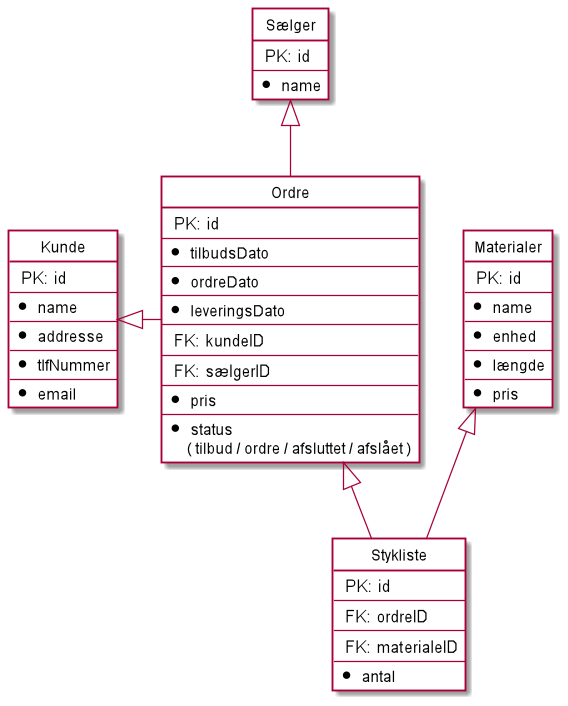 Sælger
PK: id
name
Ordre
PK: id
tilbudsDato
ordreDato
leveringsDato
FK: kundeID
FK: sælgerID
pris
status
( tilbud / ordre / afsluttet / afslået )
Kunde
PK: id
name
addresse
tlfNummer
email
Materialer
PK: id
name
enhed
længde
pris
Stykliste
PK: id
FK: ordreID
FK: materialeID
antal